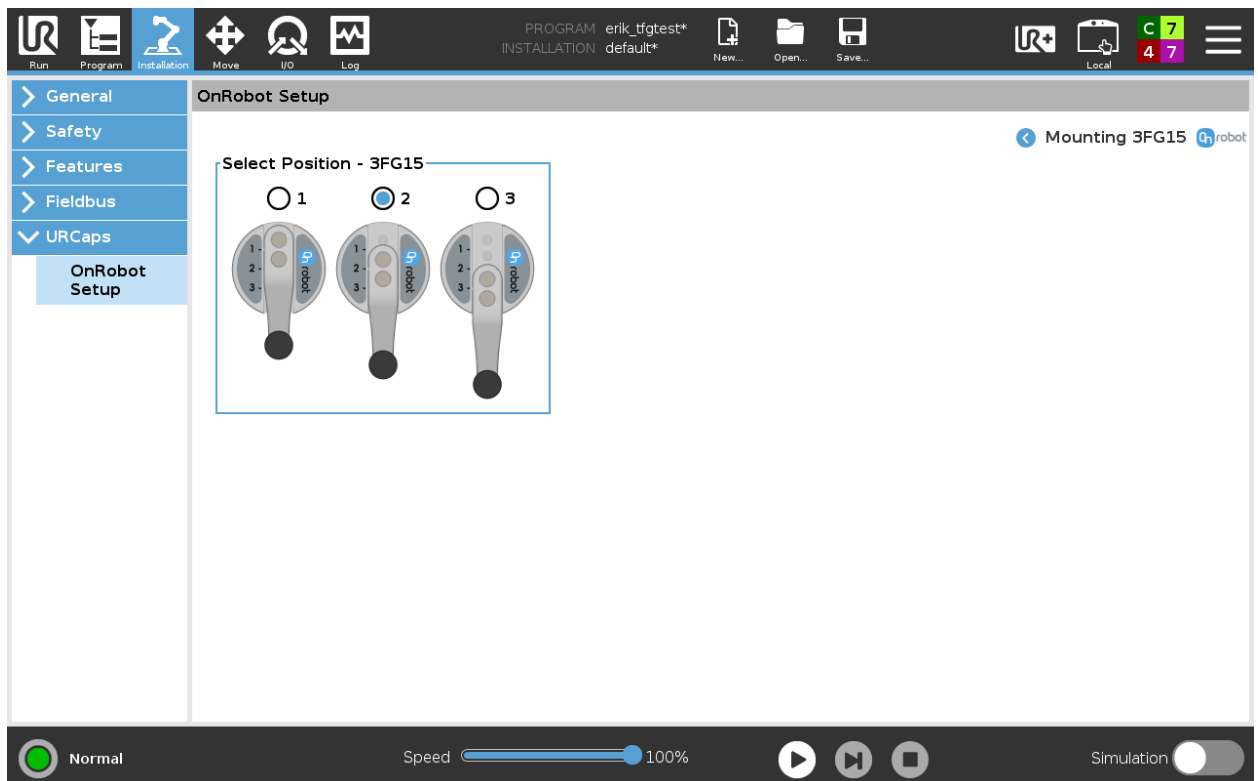 PROGRAM erik_tfgtest*
INSTALLATION default*
Run Program Installation Move I/O Log New... Open... Save... UR+ Local
C 7
4 7
General
Safety
Features
Fieldbus
URCaps
OnRobot
Setup
OnRobot Setup
Mounting 3FG15 On robot
Select Position - 3FG15
1 2 3
1 - 1 - 1 -
2 - 2 - 2 -
3 - 3 - 3 -
robot robot robot
Normal
Speed 100%
Simulation